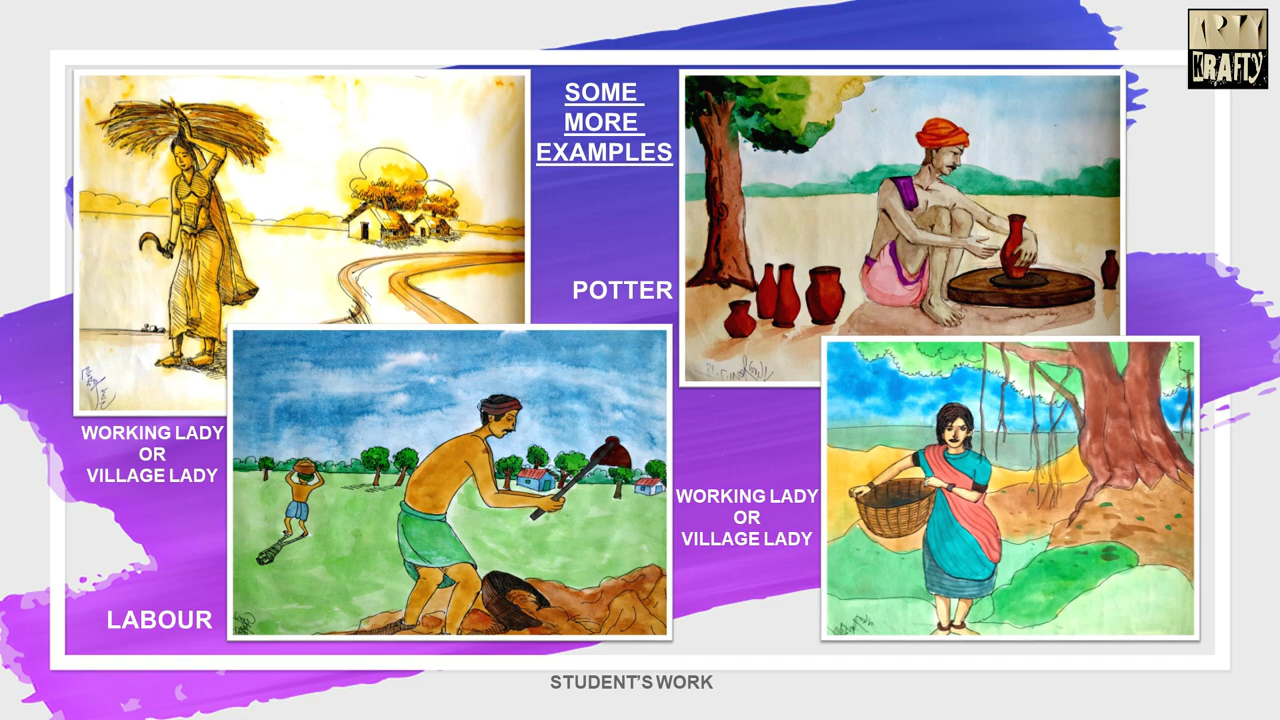 ARTY
KRAFTY
SOME
MORE
EXAMPLES
POTTER
WORKING LADY
OR
VILLAGE LADY
WORKING LADY
OR
VILLAGE LADY
LABOUR
STUDENT'S WORK